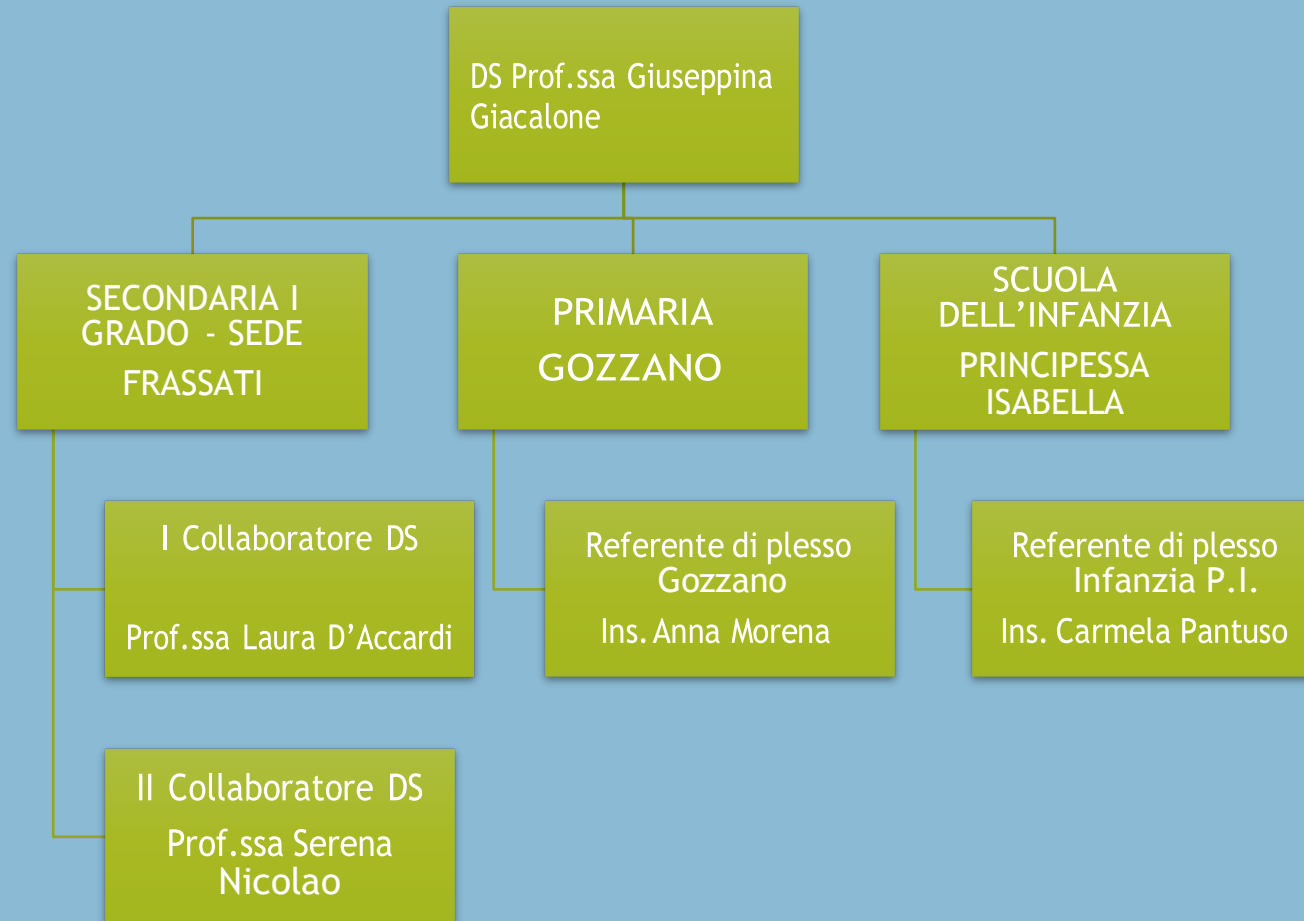 DS Prof.ssa Giuseppina
Giacalone
SECONDARIA I
GRADO - SEDE
FRASSATI
PRIMARIA
GOZZANO
SCUOLA
DELL’INFANZIA
PRINCIPESSA
ISABELLA
I Collaboratore DS
Prof.ssa Laura D’Accardi
Referente di plesso
Gozzano
Ins. Anna Morena
Referente di plesso
Infanzia P.I.
Ins. Carmela Pantuso
II Collaboratore DS
Prof.ssa Serena
Nicolao